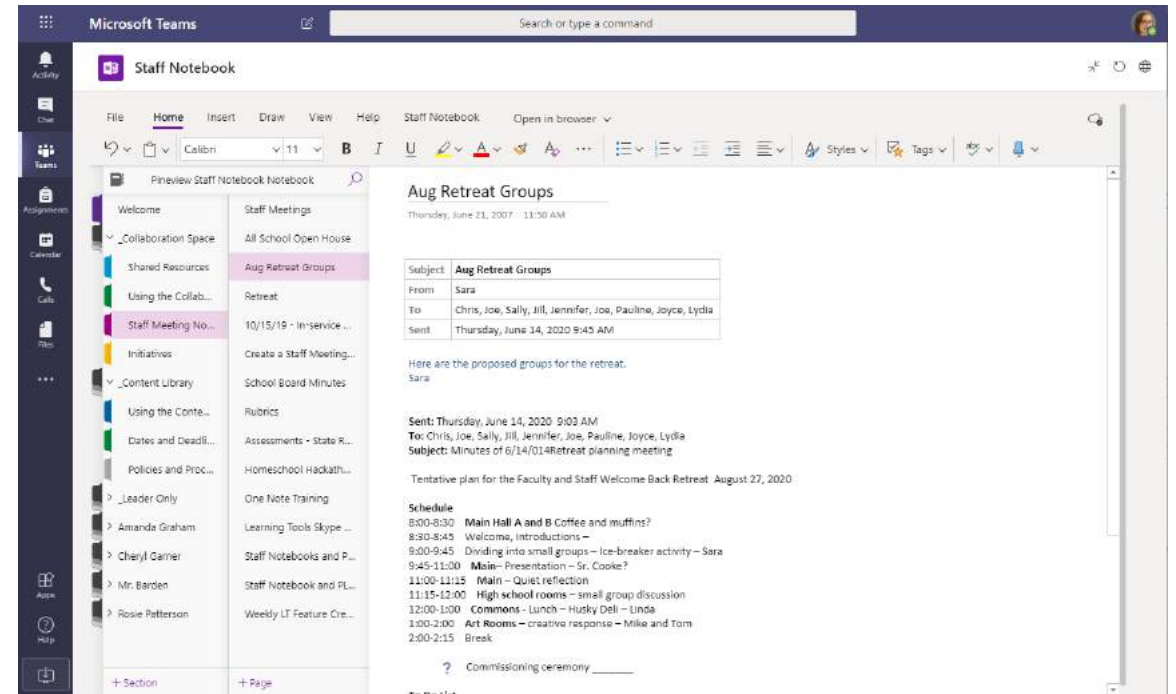 Microsoft Teams
Search or type a command
Activity
Staff Notebook
Chat
File Home Insert Draw View Help Staff Notebook Open in browser
Calibri 11 B I U A Styles Tags
Teams
Pineview Staff Notebook Notebook
Assignments
Calendar
Calls
Files
Apps
Help
Welcome
_Collaboration Space
Shared Resources
Using the Collab...
Staff Meeting No...
Initiatives
_Content Library
Using the Conte...
Dates and Deadli...
Policies and Proc...
_Leader Only
Amanda Graham
Cheryl Garner
Mr. Barden
Rosie Patterson
+ Section
Staff Meetings
All School Open House
Aug Retreat Groups
Retreat
10/15/19 - In-service ...
Create a Staff Meeting...
School Board Minutes
Rubrics
Assessments - State R...
Homeschool Hackath...
One Note Training
Learning Tools Skype ...
Staff Notebooks and P...
Staff Notebook and PL...
Weekly LT Feature Cre...
+ Page
Aug Retreat Groups
Thursday, June 21, 2007 11:50 AM
Subject Aug Retreat Groups
From Sara
To Chris, Joe, Sally, Jill, Jennifer, Joe, Pauline, Joyce, Lydia
Sent Thursday, June 14, 2020 9:45 AM
Here are the proposed groups for the retreat.
Sara
Sent: Thursday, June 14, 2020 9:03 AM
To: Chris, Joe, Sally, Jill, Jennifer, Joe, Pauline, Joyce, Lydia
Subject: Minutes of 6/14/014Retreat planning meeting
Tentative plan for the Faculty and Staff Welcome Back Retreat August 27, 2020
Schedule
8:00-8:30 Main Hall A and B Coffee and muffins?
8:30-8:45 Welcome, Introductions –
9:00-9:45 Dividing into small groups – Ice-breaker activity – Sara
9:45-11:00 Main– Presentation – Sr. Cooke?
11:00-11:15 Main – Quiet reflection
11:15-12:00 High school rooms – small group discussion
12:00-1:00 Commons - Lunch – Husky Deli – Linda
1:00-2:00 Art Rooms – creative response – Mike and Tom
2:00-2:15 Break
? Commissioning ceremony _______